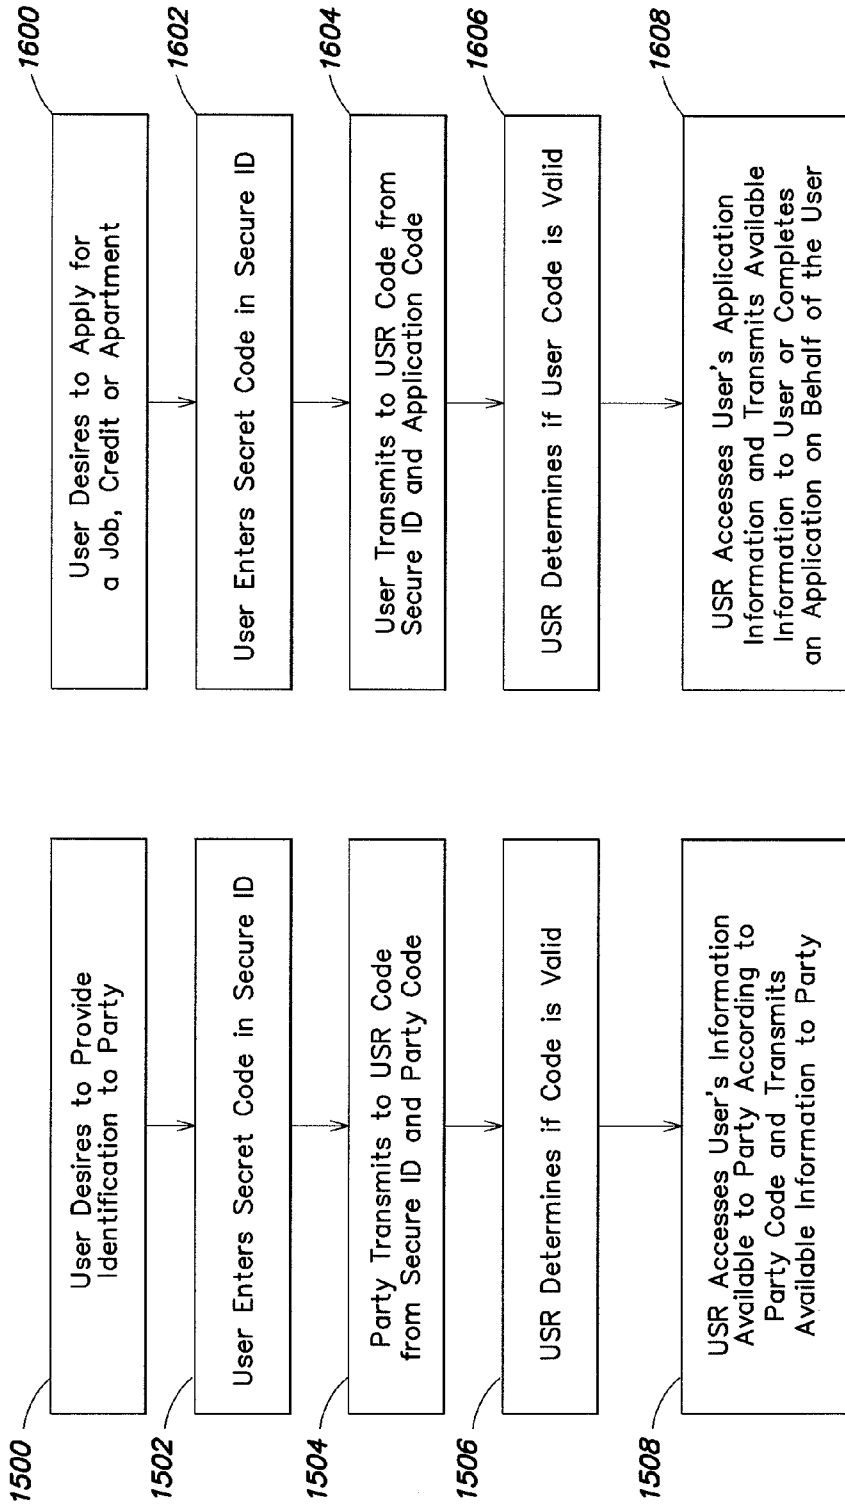 1500
User Desires to Provide
Identification to Party
1502
User Enters Secret Code in Secure ID
1504
Party Transmits to USR Code
from Secure ID and Party Code
1506
USR Determines if Code is Valid
1508
USR Accesses User's Information
Available to Party According to
Party Code and Transmits
Available Information to Party
1600
User Desires to Apply for
a Job, Credit or Apartment
1602
User Enters Secret Code in Secure ID
1604
User Transmits to USR Code from
Secure ID and Application Code
1606
USR Determines if User Code is Valid
1608
USR Accesses User's Application
Information and Transmits Available
Information to User or Completes
an Application on Behalf of the User